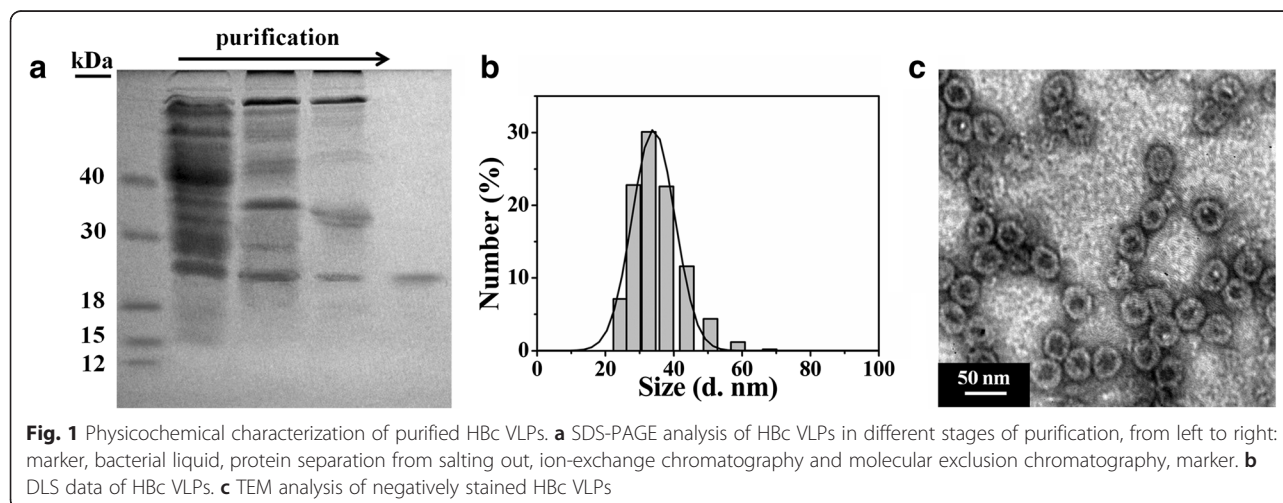 purification
a
kDa
40
30
18
15
12
b
Number (%)
30
20
10
0
0 20 40 60 80 100
Size (d. nm)
c
50 nm
Fig. 1 Physicochemical characterization of purified HBc VLPs. a SDS-PAGE analysis of HBc VLPs in different stages of purification, from left to right:
marker, bacterial liquid, protein separation from salting out, ion-exchange chromatography and molecular exclusion chromatography, marker. b
DLS data of HBc VLPs. c TEM analysis of negatively stained HBc VLPs